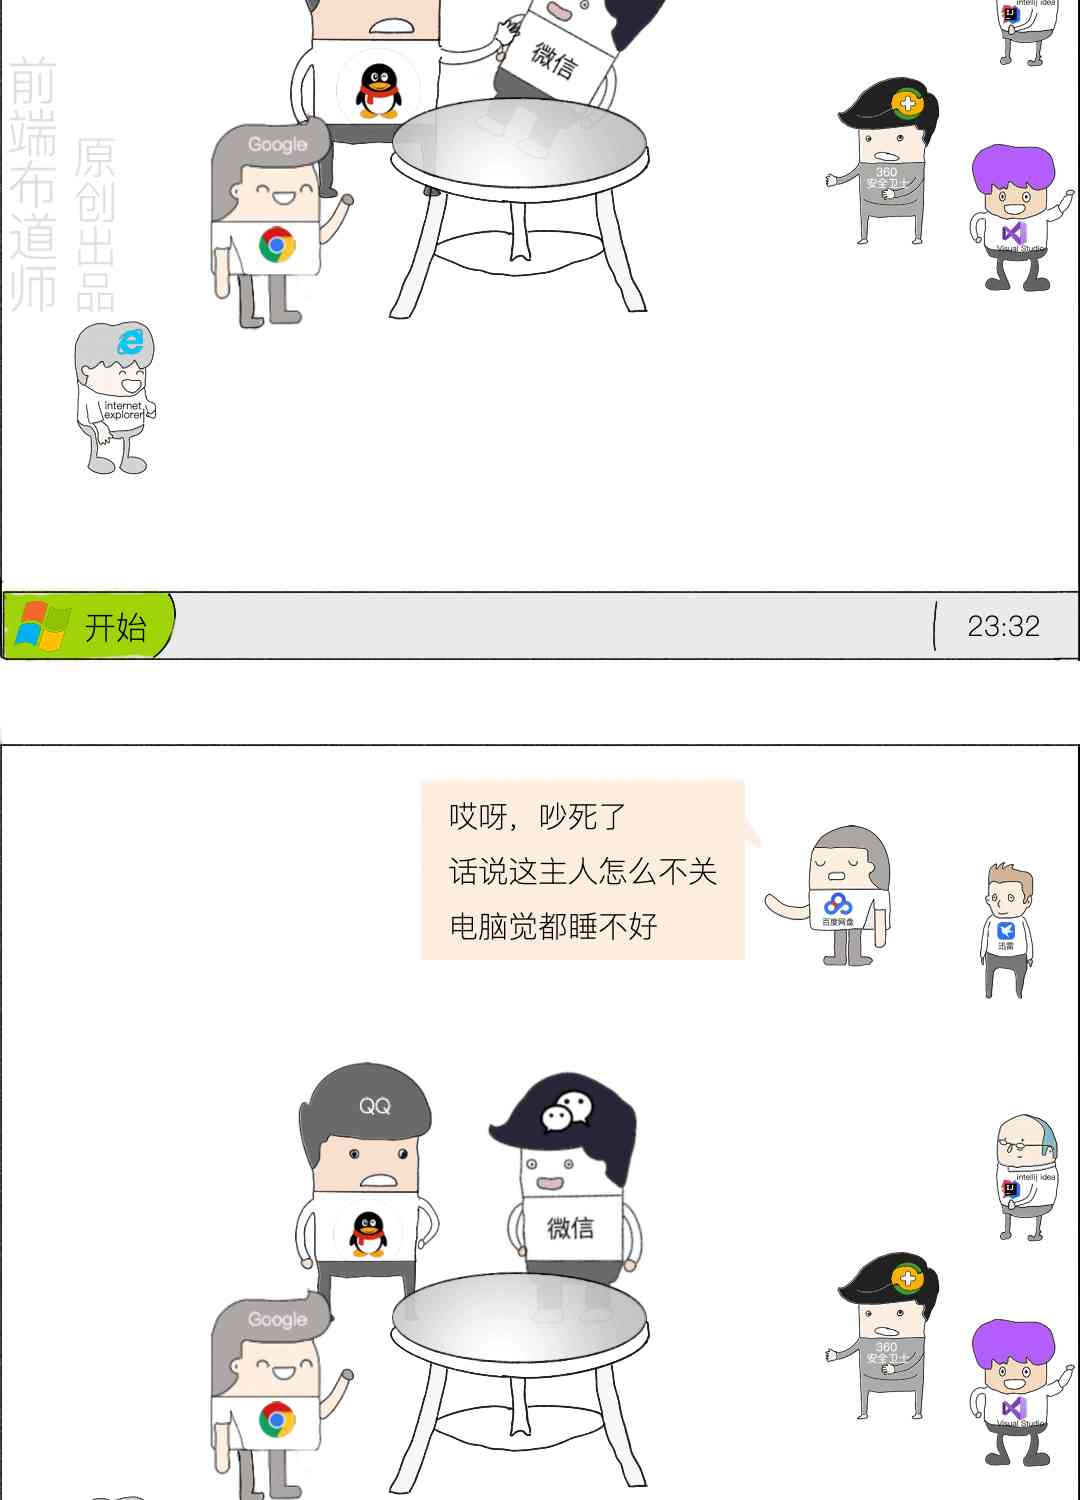 intellij idea
微信
前端布道师
原创出品
Google
360
安全卫士
Visual Studio
internet
explorer
开始
23:32
哎呀，吵死了
话说这主人怎么不关
电脑觉都睡不好
百度网盘
迅雷
QQ
微信
intellij idea
Google
360
安全卫士
Visual Studio